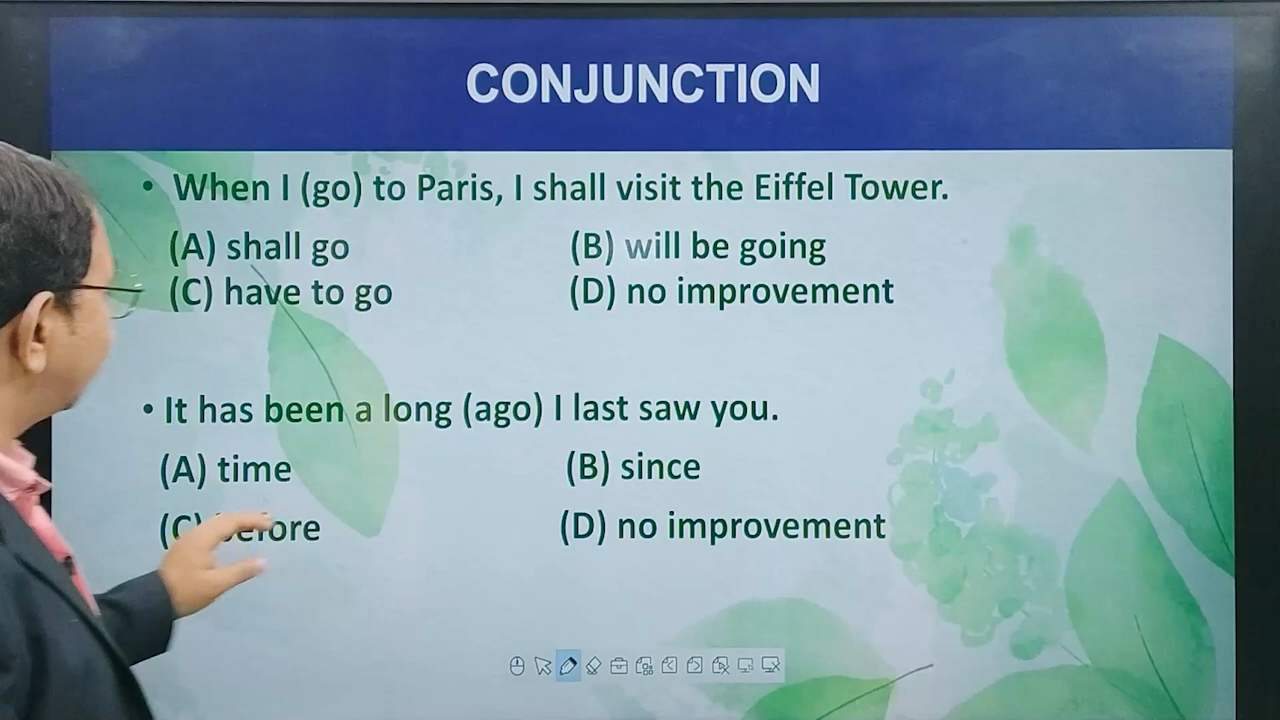 CONJUNCTION
• When I (go) to Paris, I shall visit the Eiffel Tower.
(A) shall go (B) will be going
(C) have to go (D) no improvement
• It has been a long (ago) I last saw you.
(A) time (B) since
(C) before (D) no improvement